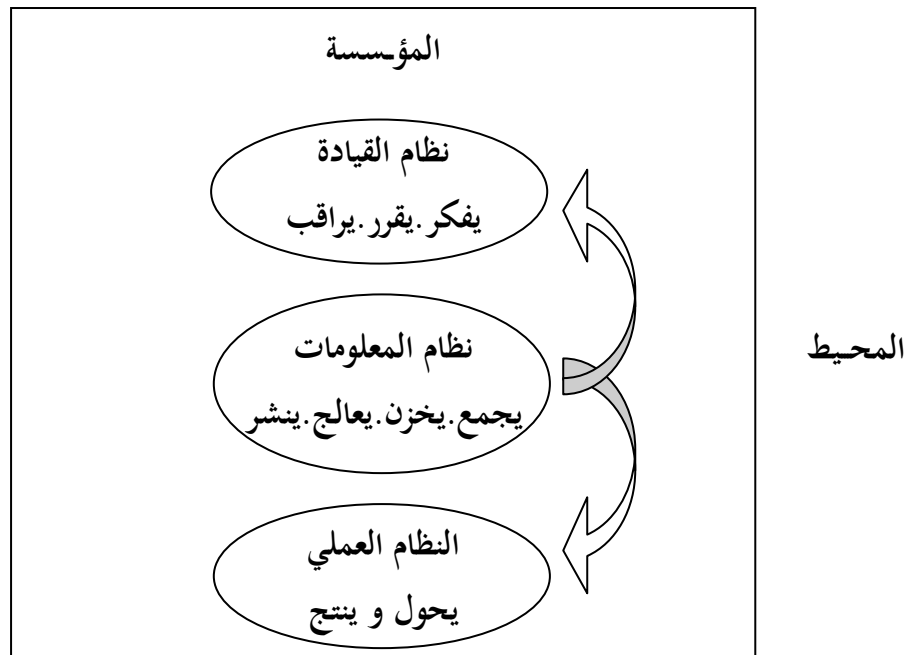 المؤسسة
نظام القيادة
يفكر.يقرر.يراقب
نظام المعلومات
يجمع.يخزن.يعالج.ينشر
المحيط
النظام العملي
يحول و ينتج